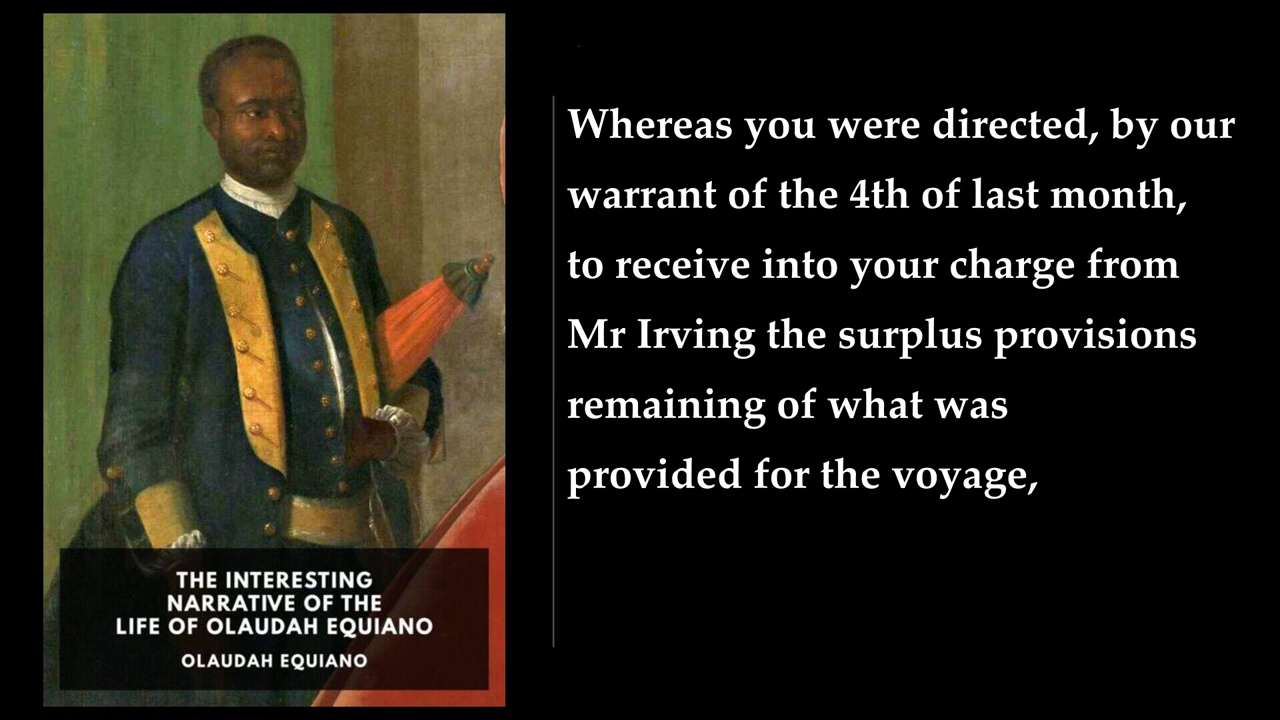 Whereas you were directed, by our
warrant of the 4th of last month,
to receive into your charge from
Mr Irving the surplus provisions
remaining of what was
provided for the voyage,
THE INTERESTING
NARRATIVE OF THE
LIFE OF OLAUDAH EQUIANO
OLAUDAH EQUIANO